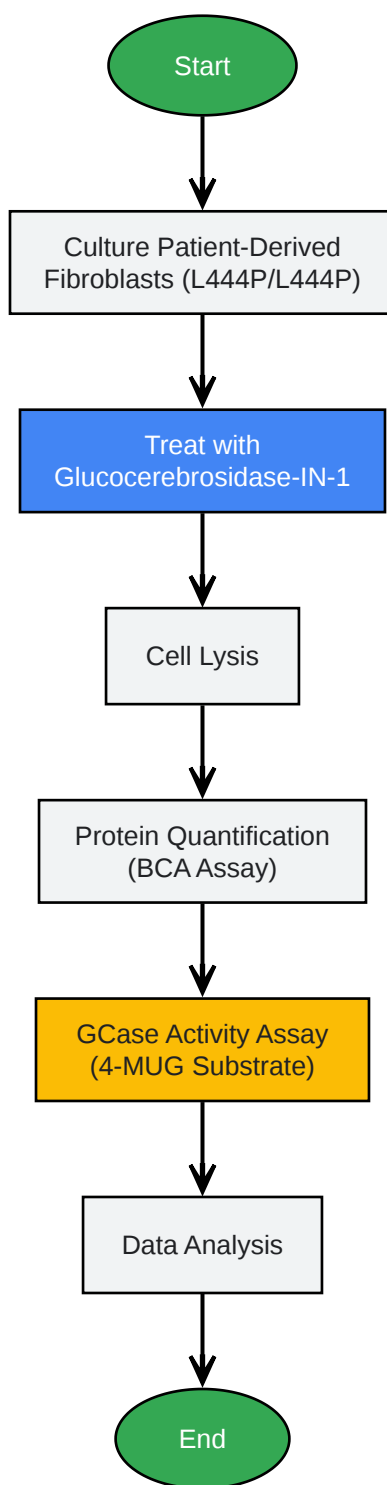 Start
Culture Patient-Derived
Fibroblasts (L444P/L444P)
Treat with
Glucocerebrosidase-IN-1
Cell Lysis
Protein Quantification
(BCA Assay)
GCase Activity Assay
(4-MUG Substrate)
Data Analysis
End